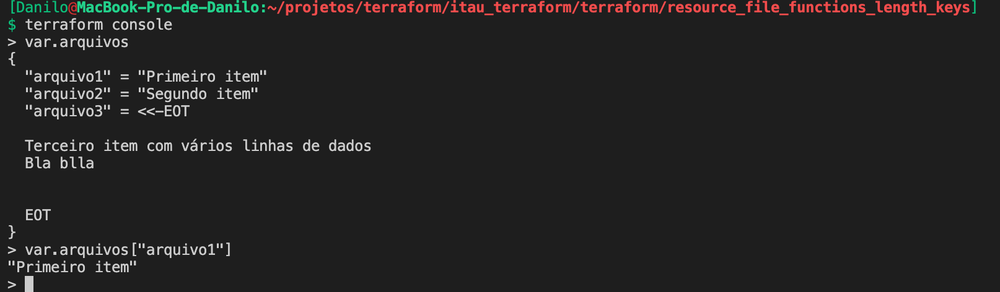 [Danilo@MacBook-Pro-de-Danilo:~/projetos/terraform/itau_terraform/terraform/resource_file_functions_length_keys]
$ terraform console
> var.arquivos
{
  "arquivo1" = "Primeiro item"
  "arquivo2" = "Segundo item"
  "arquivo3" = <<-EOT
  Terceiro item com vários linhas de dados
  Bla blla
  EOT
}
> var.arquivos["arquivo1"]
"Primeiro item"
>